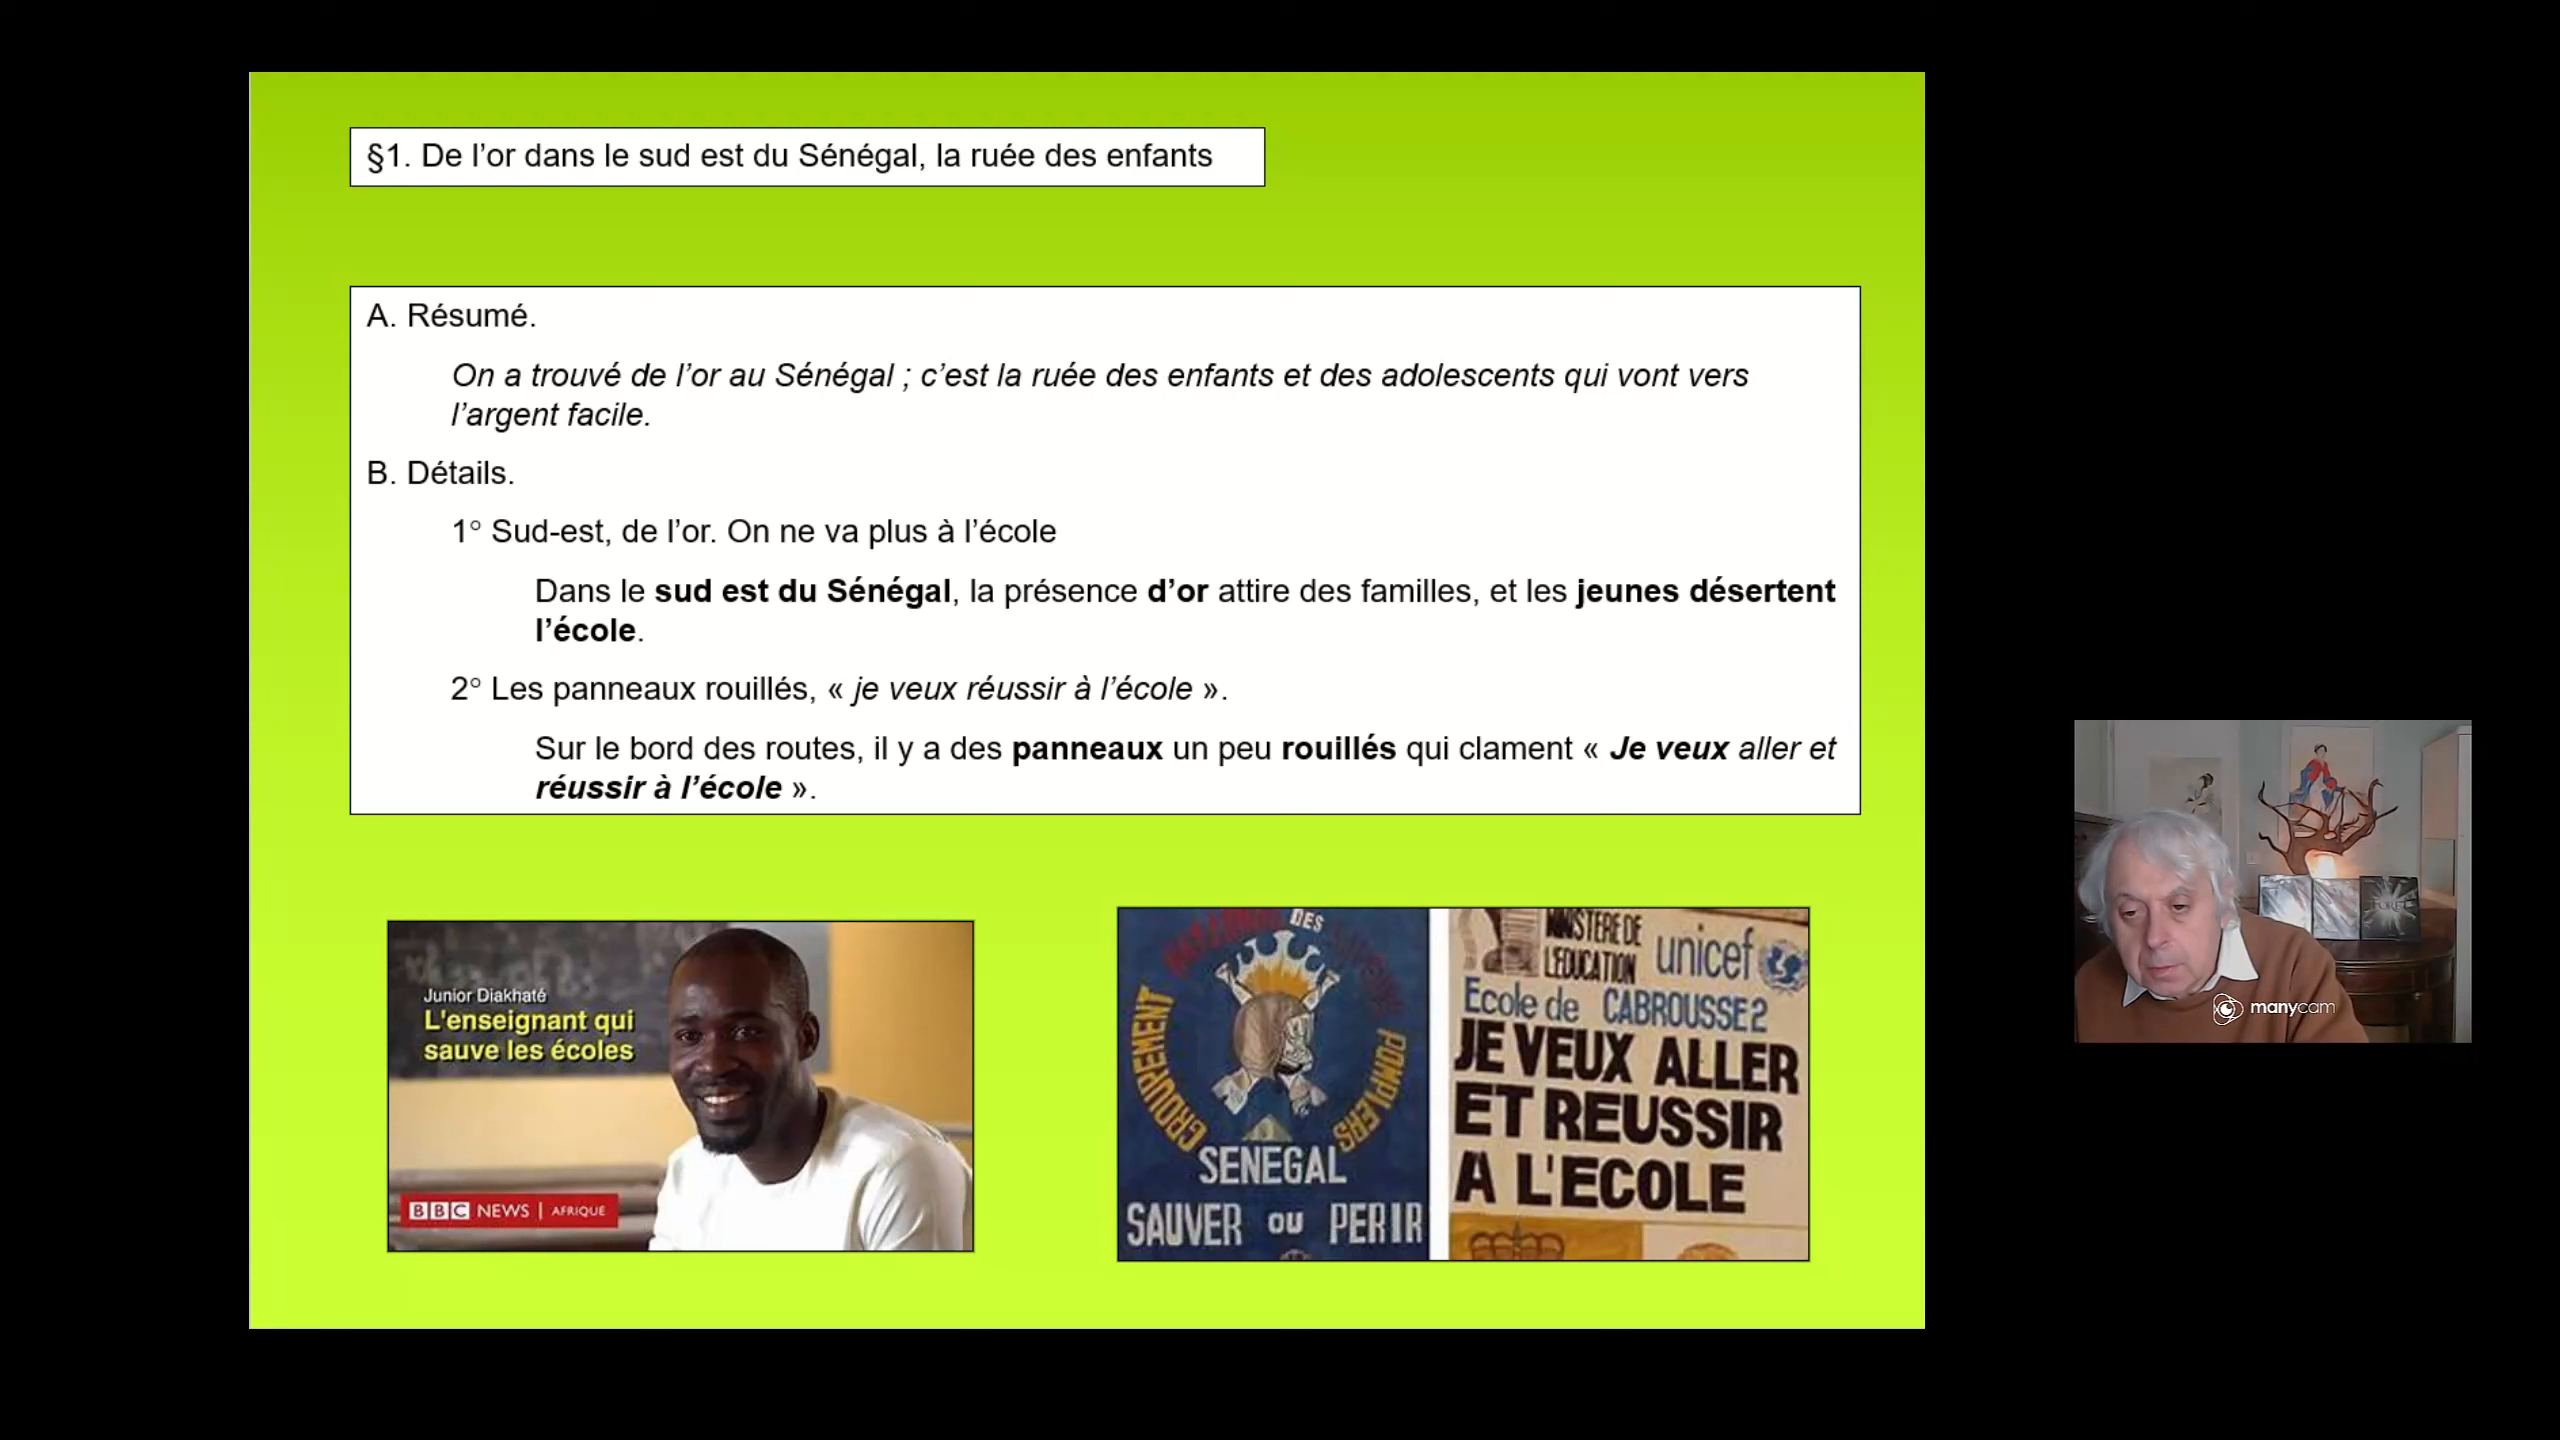 §1. De l’or dans le sud est du Sénégal, la ruée des enfants
A. Résumé.
On a trouvé de l’or au Sénégal ; c’est la ruée des enfants et des adolescents qui vont vers
l’argent facile.
B. Détails.
1° Sud-est, de l’or. On ne va plus à l’école
Dans le sud est du Sénégal, la présence d’or attire des familles, et les jeunes désertent
l’école.
2° Les panneaux rouillés, « je veux réussir à l’école ».
Sur le bord des routes, il y a des panneaux un peu rouillés qui clament « Je veux aller et
réussir à l’école ».
Junior Diakhaté
L'enseignant qui
sauve les écoles
BBC NEWS | AFRIQUE
GROUPEMENT
DES
POMPIERS
SENEGAL
SAUVER OU PERIR
MINISTERE DE
L'EDUCATION
unicef
Ecole de CABROUSSE2
JE VEUX ALLER
ET REUSSIR
A L'ECOLE
manycam